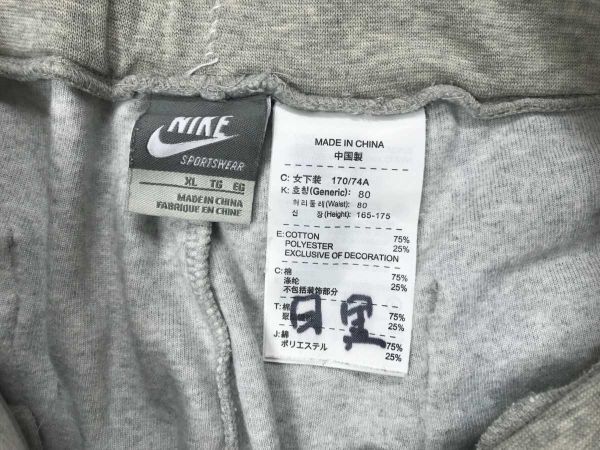 NIKE
SPORTSWEAR
XL TG EG
MADE IN CHINA
FABRIQUE EN CHINE
MADE IN CHINA
中国製
C: 女下装 170/74A
K: 호칭(Generic): 80
허리둘레(Waist): 80
신 장(Height): 165-175
E: COTTON 75%
POLYESTER 25%
EXCLUSIVE OF DECORATION
C: 棉 75%
涤纶 25%
不包括装饰部分
T: 棉 75%
25%
日里
J: 綿 75%
ポリエステル 25%